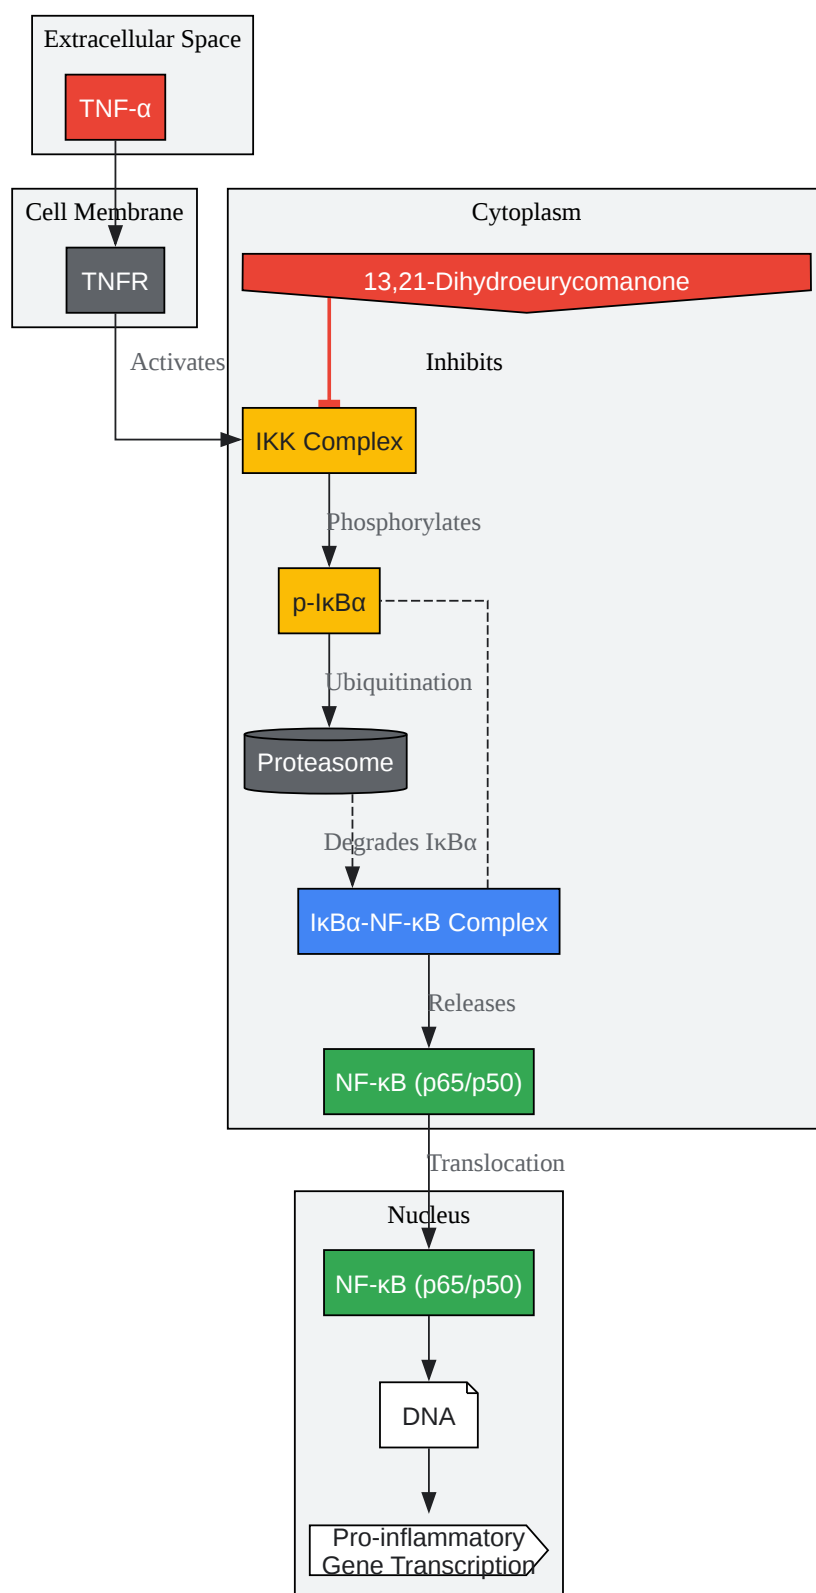 Extracellular Space
TNF-α
Cell Membrane
TNFR
Cytoplasm
13,21-Dihydroeurycomanone
Activates
Inhibits
IKK Complex
Phosphorylates
p-IκBα
Ubiquitination
Proteasome
Degrades IκBα
IκBα-NF-κB Complex
Releases
NF-κB (p65/p50)
Translocation
Nucleus
NF-κB (p65/p50)
DNA
Pro-inflammatory
Gene Transcription